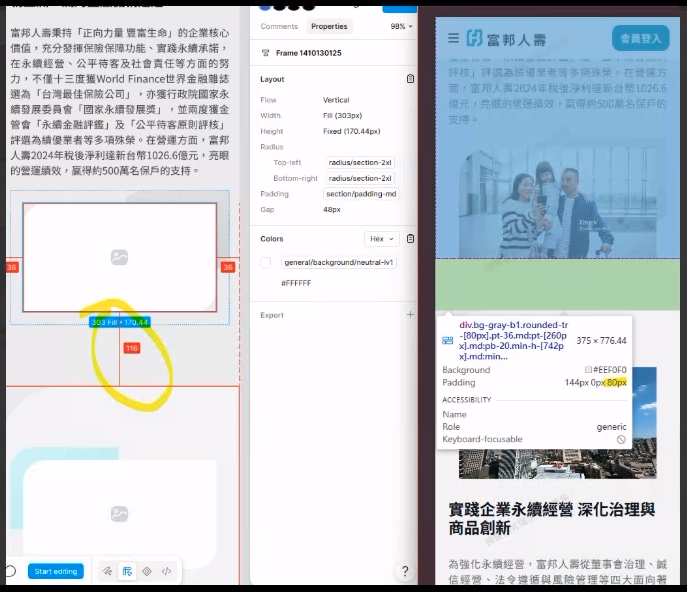 富邦人壽秉持「正向力量 豐富生命」的企業核心
價值，充分發揮保險保障功能、實踐永續承諾，
在永續經營、公平待客及社會責任等方面的努
力，不僅十三度獲World Finance世界金融雜誌
選為「台灣最佳保險公司」，亦獲行政院國家永
續發展委員會「國家永續發展獎」，並兩度獲金
管會「永續金融評鑑」及「公平待客原則評核」
評選為績優業者等多項殊榮。在營運方面，富邦
人壽2024年稅後淨利達新台幣1026.6億元，亮眼
的營運績效，贏得約500萬名保戶的支持。
36
36
303 Fill × 170.44
116
Start editing
Comments
Properties
98%
Frame 1410130125
Layout
Flow Vertical
Width Fill (303px)
Height Fixed (170.44px)
Radius
Top-left radius/section-2xl
Bottom-right radius/section-2xl
Padding section/padding-md
Gap 48px
Colors
Hex
general/background/neutral-lv1
#FFFFFF
Export
?
富邦人壽
會員登入
評核」評選為績優業者等多項殊榮。在營運方
面，富邦人壽2024年稅後淨利達新台幣1026.6
億元，亮眼的營運績效，贏得約500萬名保戶的
支持。
div.bg-gray-b1.rounded-tr
-[80px].pt-36.md:pt-[260p
x].md:pb-20.min-h-[742p
x].md:min...
375 × 776.44
Background #EEF0F0
Padding 144px 0px 80px
ACCESSIBILITY
Name
Role generic
Keyboard-focusable
實踐企業永續經營 深化治理與
商品創新
為強化永續經營，富邦人壽從董事會治理、誠
信經營、法令遵循與風險管理等四大面向著